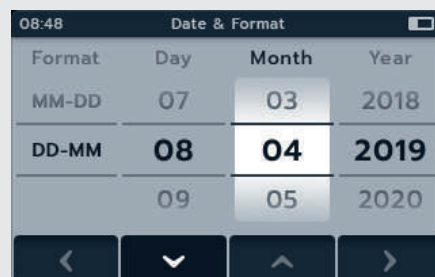 08:48 Date & Format
Format Day Month Year
MM-DD 07 03 2018
DD-MM 08 04 2019
09 05 2020